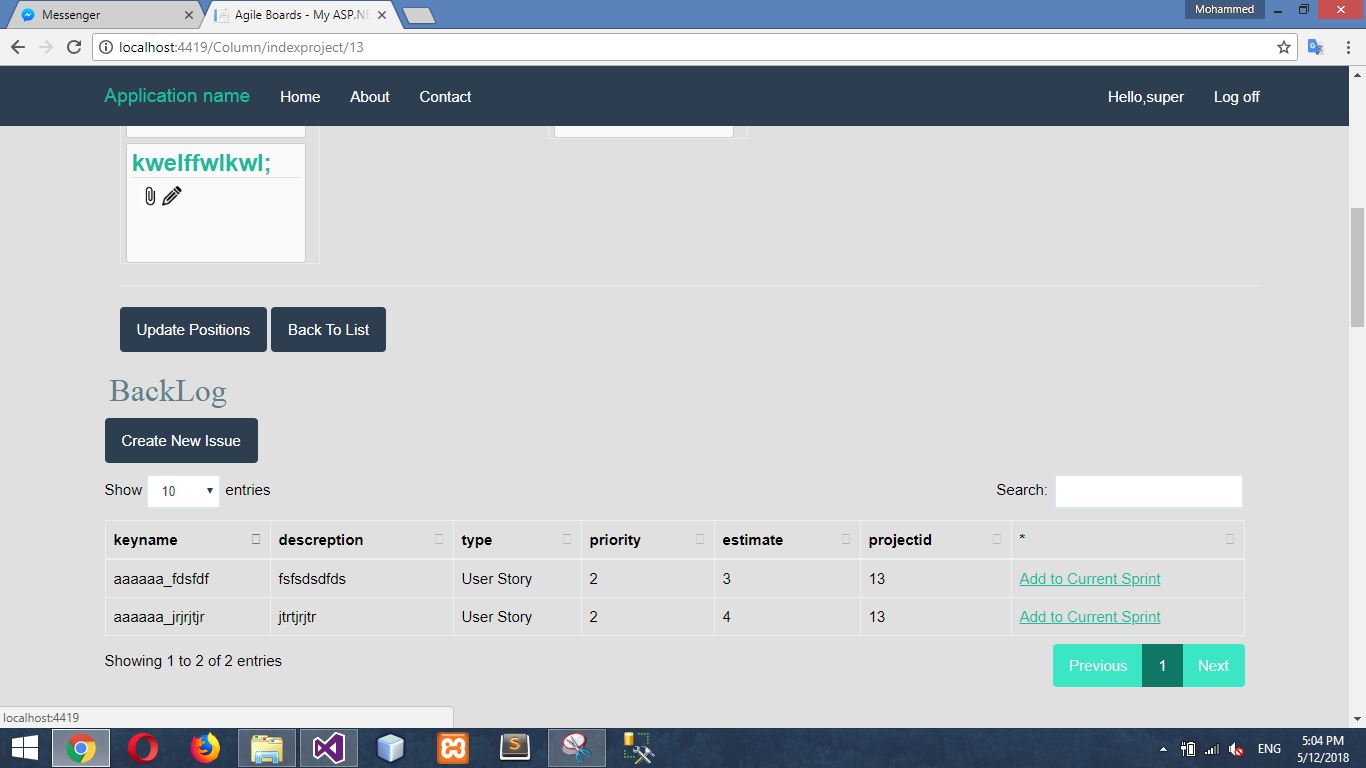 Messenger
Agile Boards - My ASP.NE
Mohammed
localhost:4419/Column/indexproject/13
Application name Home About Contact Hello,super Log off
kwelffwlkwl;
Update Positions Back To List
BackLog
Create New Issue
Show 10 entries Search:
keyname descreption type priority estimate projectid *
aaaaaa_fdsfdf fsfsdsdfds User Story 2 3 13 Add to Current Sprint
aaaaaa_jrjrjtjr jtrtjrjtr User Story 2 4 13 Add to Current Sprint
Showing 1 to 2 of 2 entries Previous 1 Next
localhost:4419
ENG 5:04 PM
5/12/2018